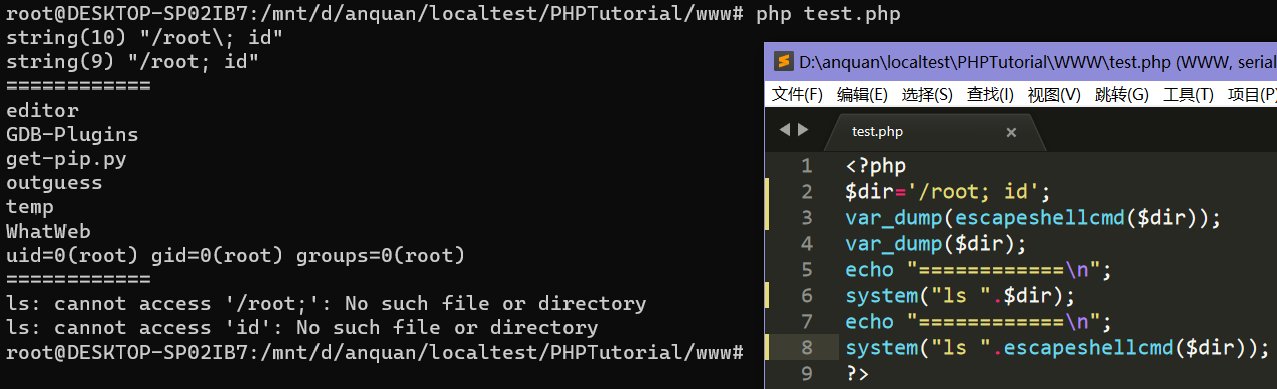 root@DESKTOP-SP02IB7:/mnt/d/anquan/localtest/PHPTutorial/www# php test.php
string(10) "/root\; id"
string(9) "/root; id"
============
editor
GDB-Plugins
get-pip.py
outguess
temp
WhatWeb
uid=0(root) gid=0(root) groups=0(root)
============
ls: cannot access '/root;': No such file or directory
ls: cannot access 'id': No such file or directory
root@DESKTOP-SP02IB7:/mnt/d/anquan/localtest/PHPTutorial/www#
D:\anquan\localtest\PHPTutorial\WWW\test.php (WWW, serial
文件(F) 编辑(E) 选择(S) 查找(I) 视图(V) 跳转(G) 工具(T) 项目(P)
test.php
1 <?php
2 $dir='/root; id';
3 var_dump(escapeshellcmd($dir));
4 var_dump($dir);
5 echo "============\n";
6 system("ls ".$dir);
7 echo "============\n";
8 system("ls ".escapeshellcmd($dir));
9 ?>